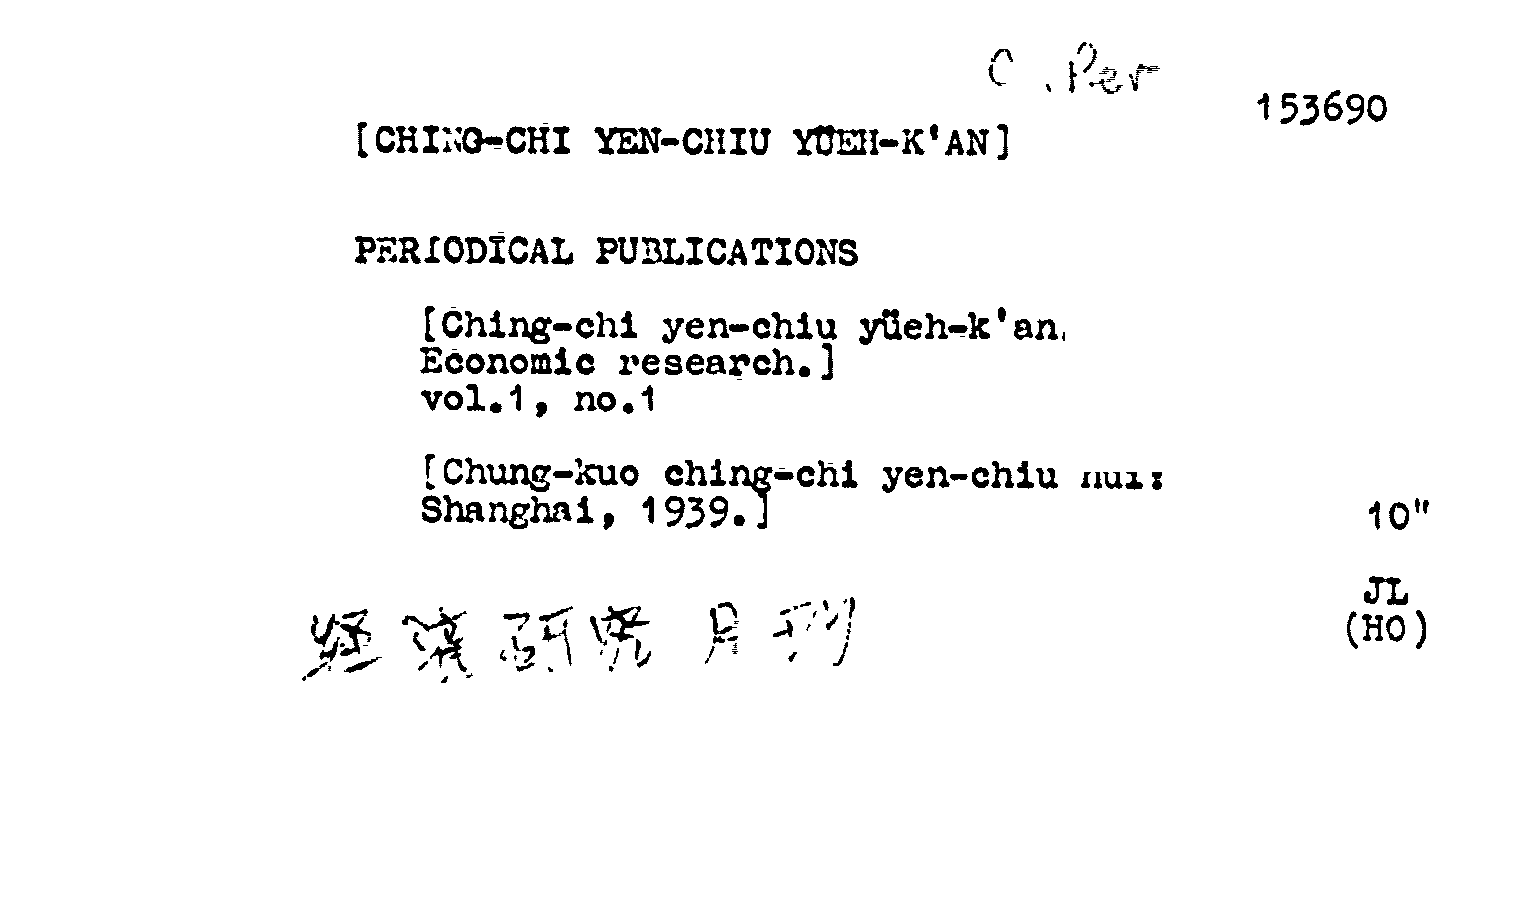 C. Per
153690
[CHING-CHI YEN-CHIU YÜEH-K'AN]
PERIODICAL PUBLICATIONS
[Ching-chi yen-chiu yüeh-k'an.
Economic research.]
vol.1, no.1
[Chung-kuo ching-chi yen-chiu hui:
Shanghai, 1939.]
10"
JL
(HO)
經濟研究月刊